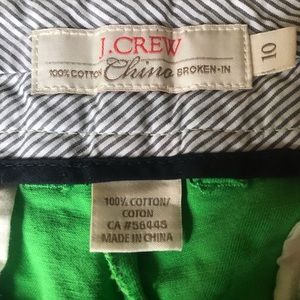 J.CREW
100% COTTON Chino BROKEN-IN
10
100% COTTON/
COTON
CA #56445
MADE IN CHINA